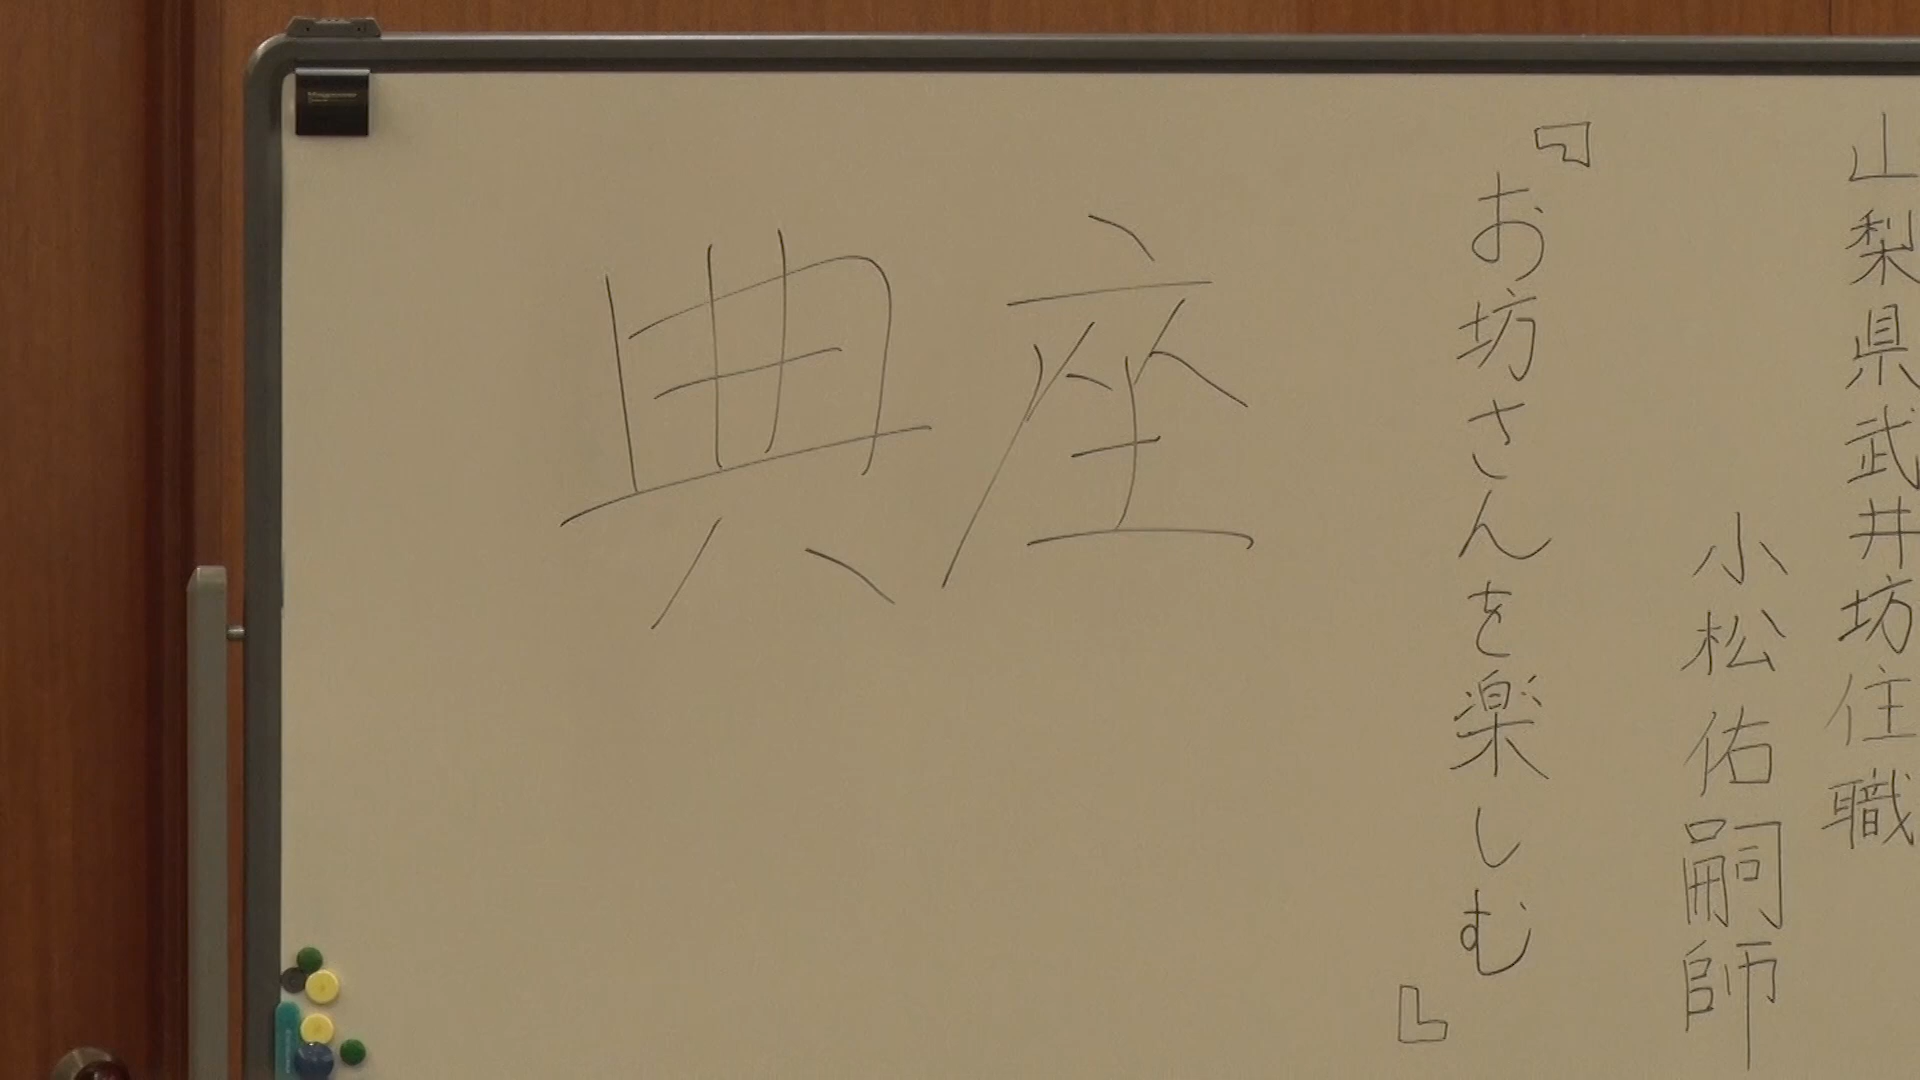 山梨県武井坊住職
小松佑嗣師
『お坊さんを楽しむ』
典座